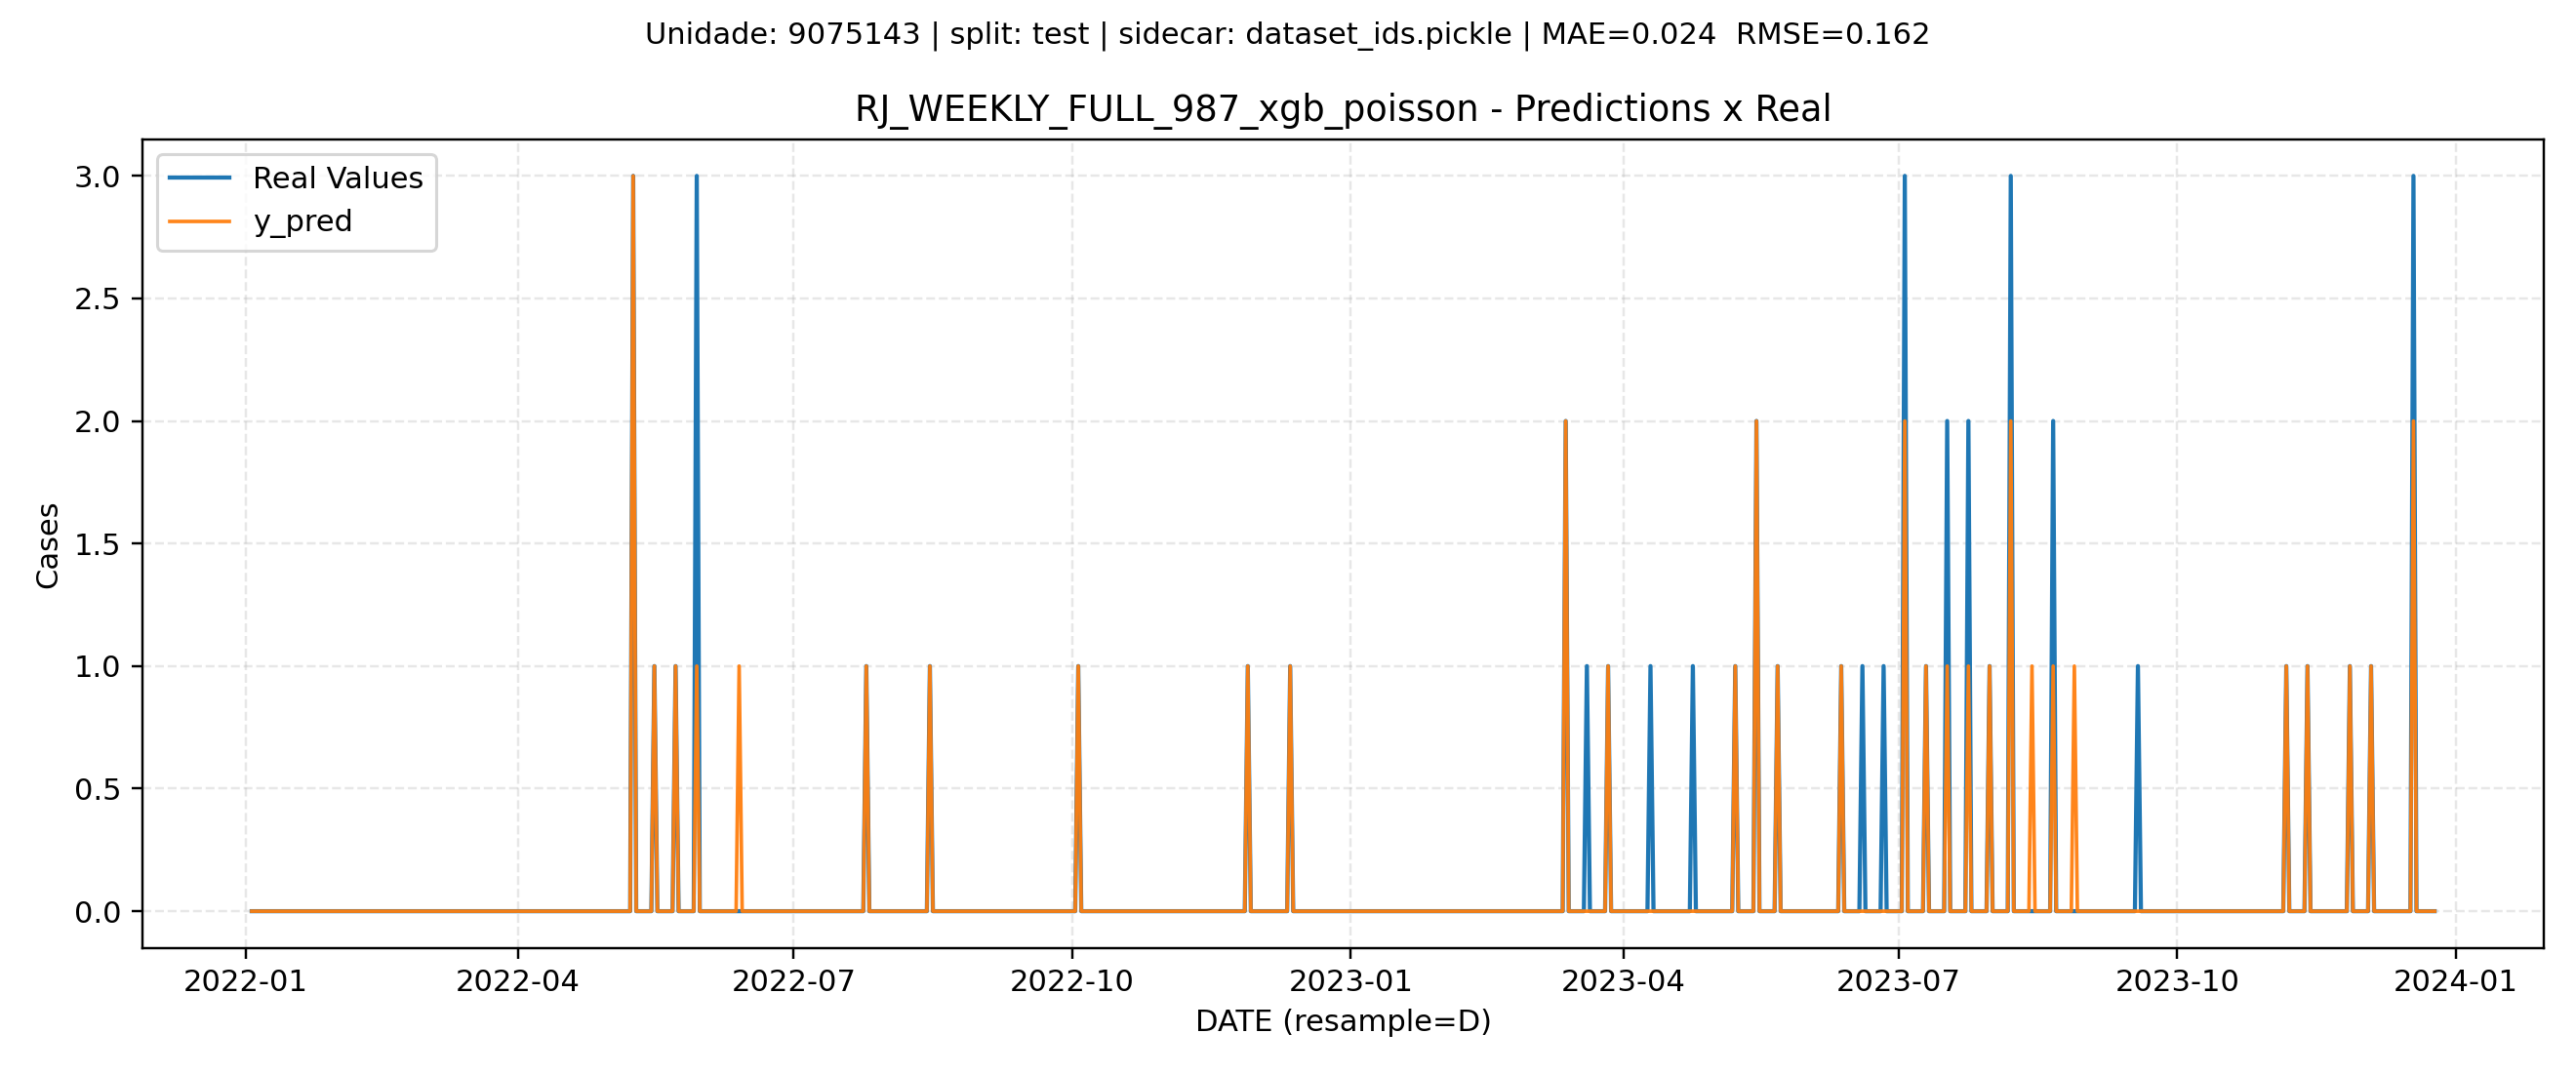 Unidade: 9075143 | split: test | sidecar: dataset_ids.pickle | MAE=0.024  RMSE=0.162
RJ_WEEKLY_FULL_987_xgb_poisson - Predictions x Real
Real Values
y_pred
3.0
2.5
2.0
1.5
1.0
0.5
0.0
Cases
2022-01
2022-04
2022-07
2022-10
2023-01
2023-04
2023-07
2023-10
2024-01
DATE (resample=D)